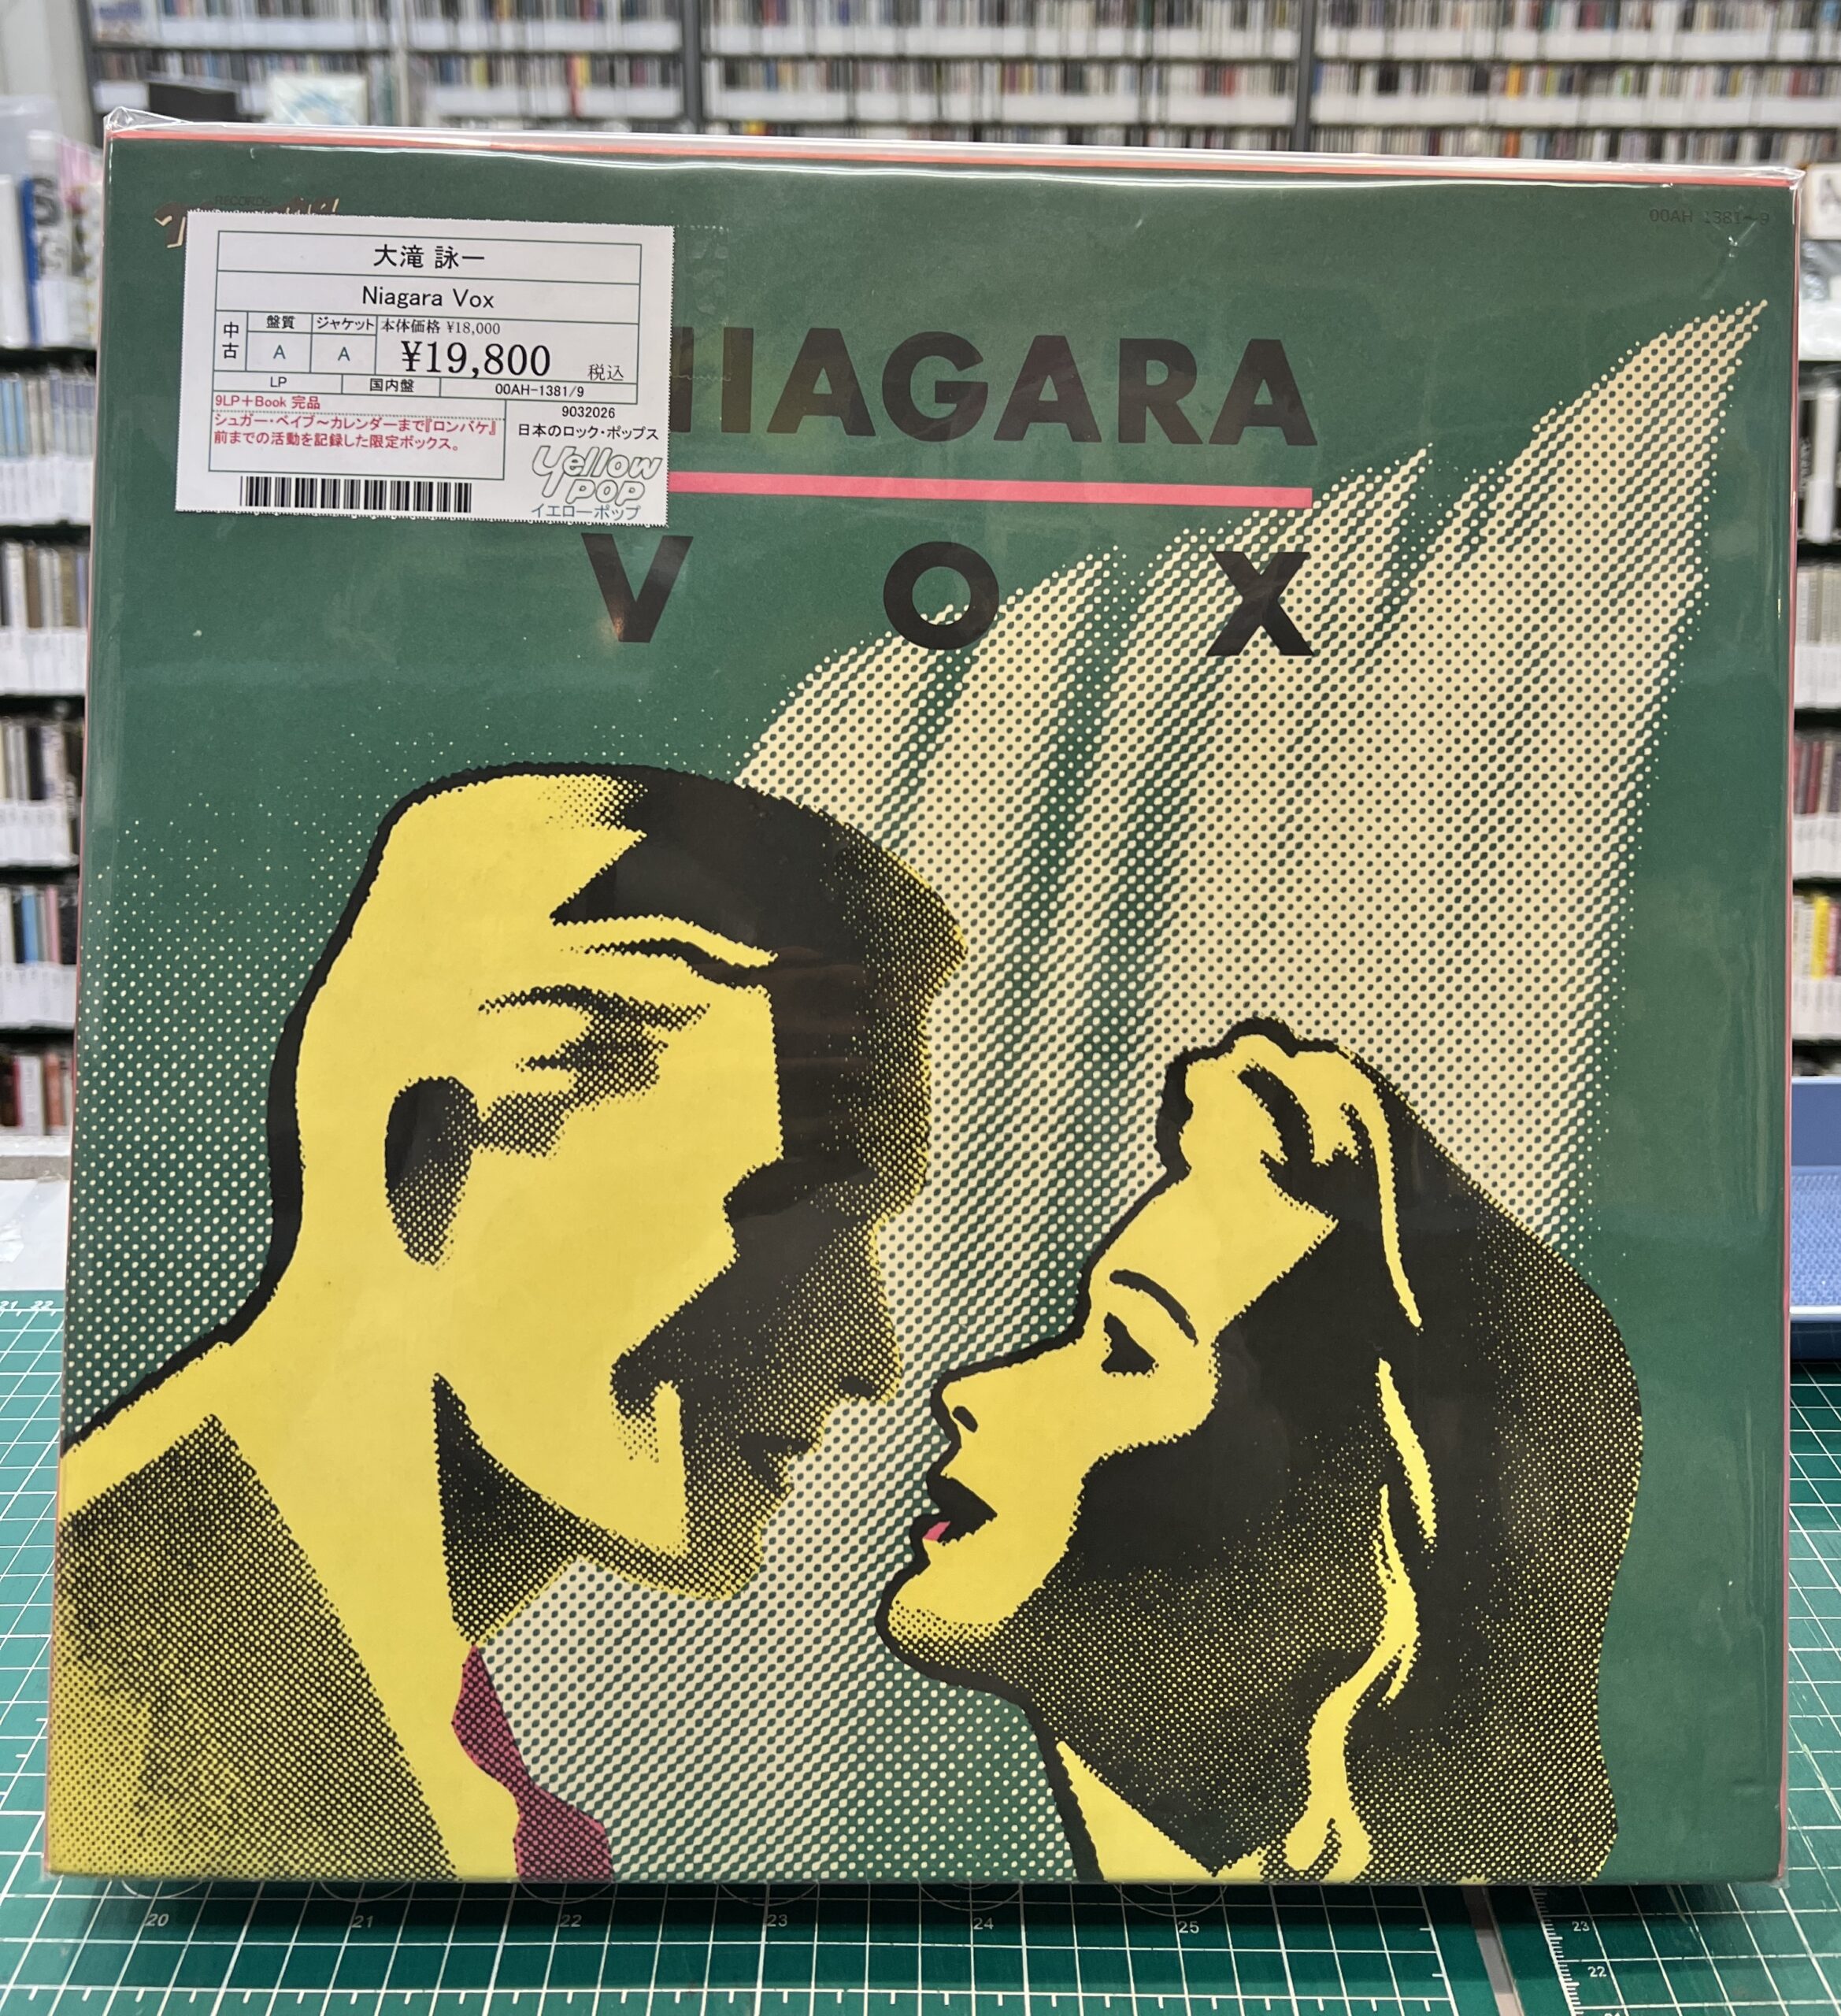 RECORDS
00AH 1381~9
大滝 詠一
Niagara Vox
中古
盤質
ジャケット
本体価格 ¥18,000
A
A
¥19,800
税込
LP
国内盤
00AH-1381/9
9LP+Book 完品
9032026
シュガー・ベイブ〜カレンダーまで『ロンバケ』
前までの活動を記録した限定ボックス。
日本のロック・ポップス
Yellow
POP
イエローポップ
NIAGARA
VOX
21 22
20 21 22 23 24 25
23
22